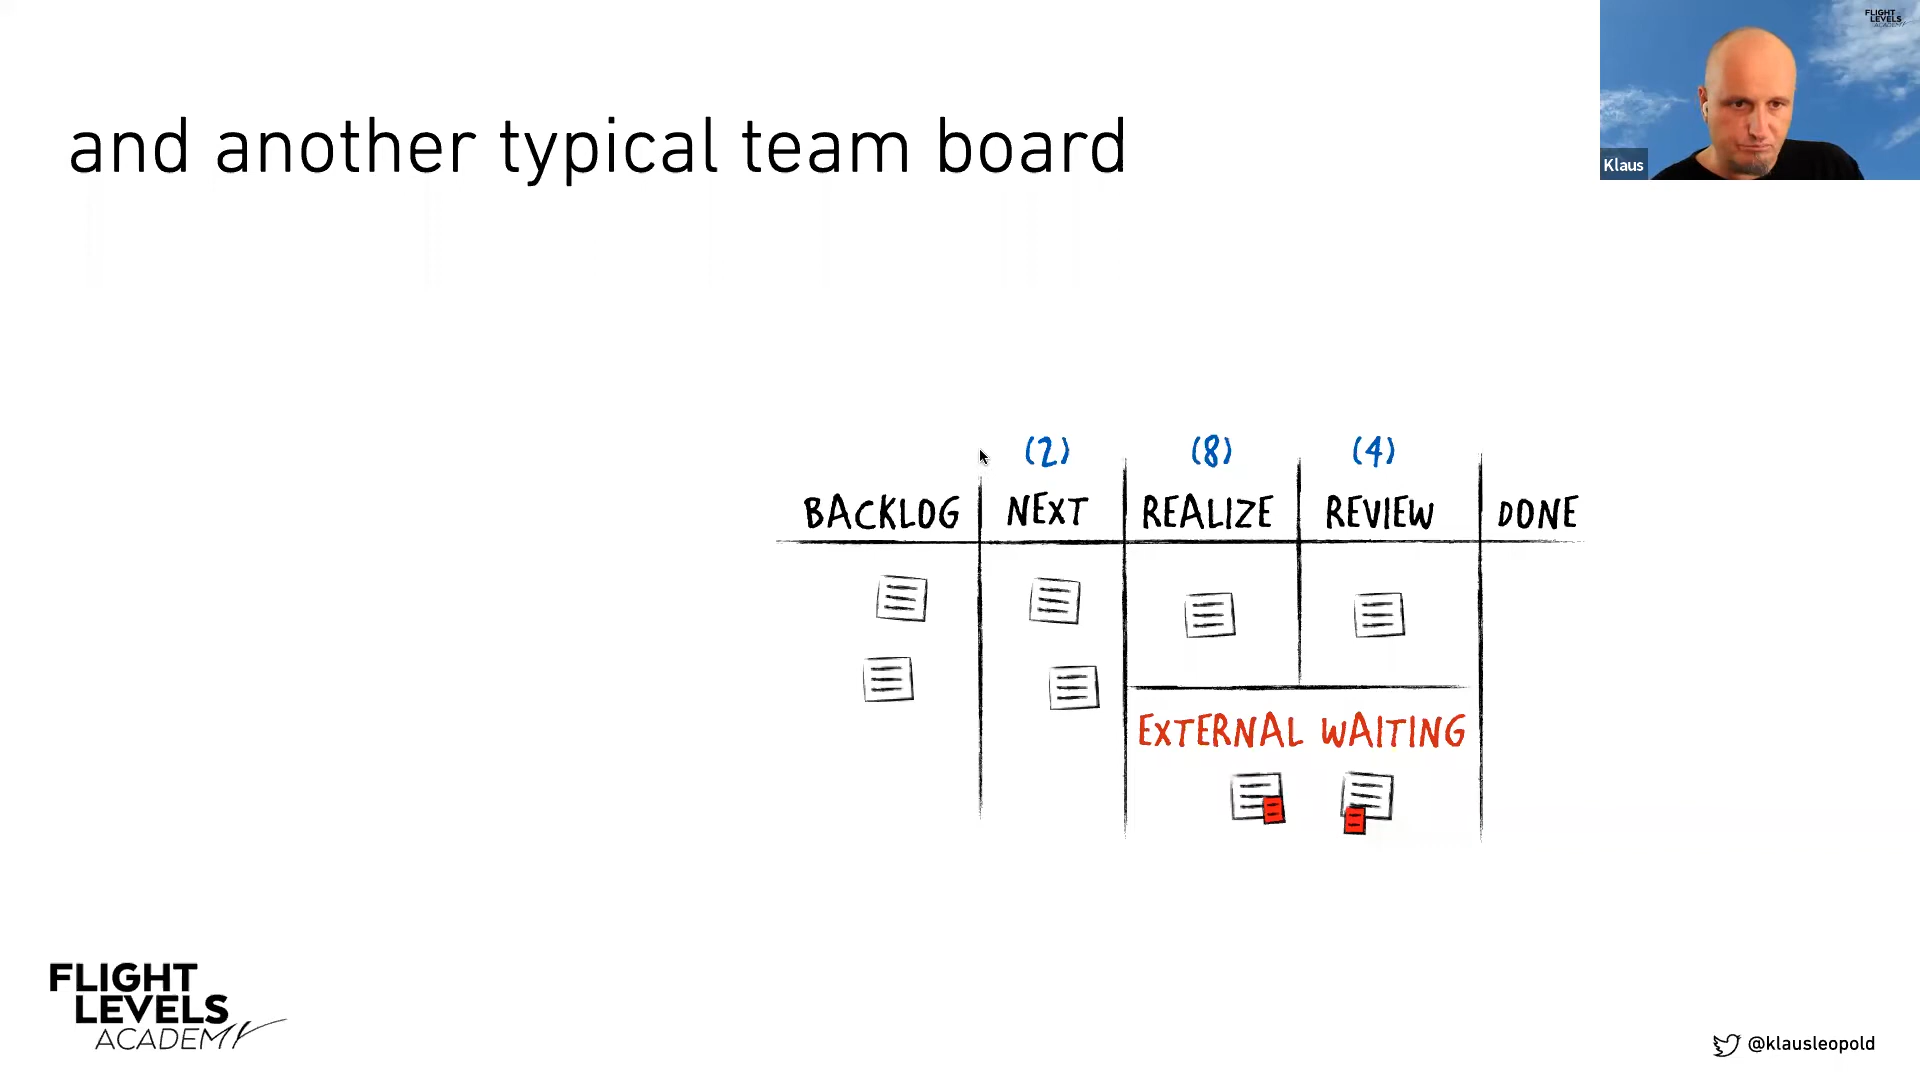 FLIGHT
LEVELS
ACADEMY
and another typical team board
Klaus
(2) (8) (4)
BACKLOG NEXT REALIZE REVIEW DONE
EXTERNAL WAITING
FLIGHT
LEVELS
ACADEMY
@klausleopold